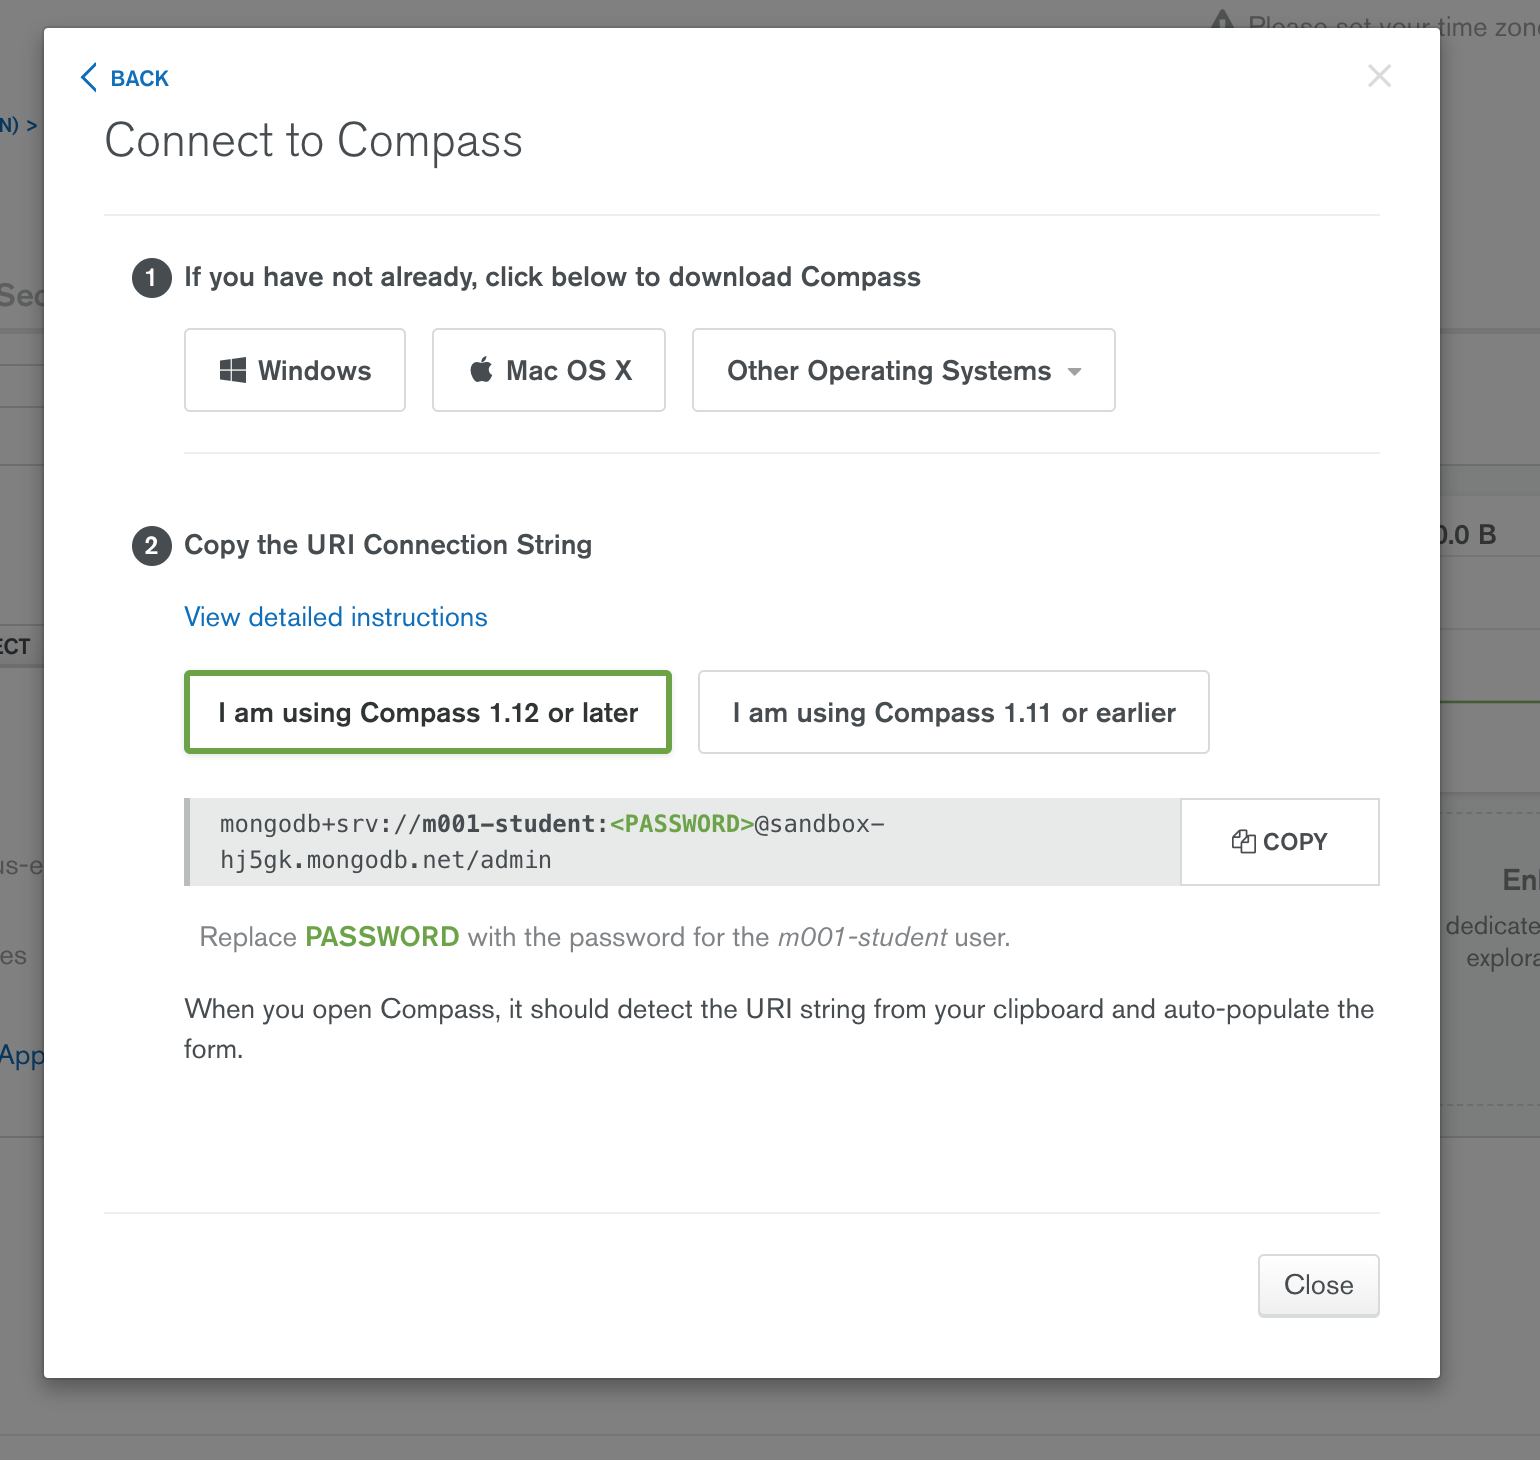 Please set your time zone
BACK
N) >
Connect to Compass
1 If you have not already, click below to download Compass
Sec
Windows
Mac OS X
Other Operating Systems
0.0 B
2 Copy the URI Connection String
View detailed instructions
ECT
I am using Compass 1.12 or later
I am using Compass 1.11 or earlier
mongodb+srv://m001-student:<PASSWORD>@sandbox-
hj5gk.mongodb.net/admin
COPY
us-e
En
Replace PASSWORD with the password for the m001-student user.
dedicate
es
explora
When you open Compass, it should detect the URI string from your clipboard and auto-populate the
form.
App
Close